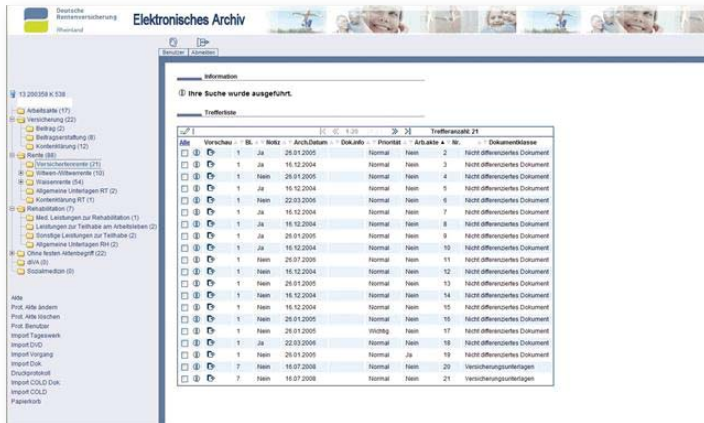 Deutsche
Rentenversicherung
Rheinland
Elektronisches Archiv
Benutzer Abmelden
Information
Ihre Suche wurde ausgeführt.
Trefferliste
13 200358 K 538
Arbeitsakte (17)
Versicherung (22)
Beitrag (2)
Beitragserstattung (8)
Kontenklärung (12)
Rente (88)
Versichertenrente (21)
Witwen-/Witwerrente (10)
Waisenrente (54)
Allgemeine Unterlagen RT (2)
Kontenklärung RT (1)
Rehabilitation (7)
Med. Leistungen zur Rehabilitation (1)
Leistungen zur Teilhabe am Arbeitsleben (2)
Sonstige Leistungen zur Teilhabe (2)
Allgemeine Unterlagen RH (2)
Ohne festen Aktenbegriff (22)
dIVA (0)
Sozialmedizin (0)
Akte
Prot. Akte ändern
Prot. Akte löschen
Prot. Benutzer
Import Tageswerk
Import DVD
Import Vorgang
Import Dok
Druckprotokoll
Import COLD Dok
Import COLD
Papierkorb
1-20 Trefferanzahl: 21
Alle Vorschau Bl. Notiz Arch.Datum Dok.info Priorität Arb.akte Nr. Dokumentklasse
1 Ja 26.01.2005 Normal Nein 2 Nicht differenziertes Dokument
1 Ja 16.12.2004 Normal Nein 3 Nicht differenziertes Dokument
1 Nein 26.01.2005 Normal Nein 4 Nicht differenziertes Dokument
1 Ja 16.12.2004 Normal Nein 5 Nicht differenziertes Dokument
1 Nein 22.03.2006 Normal Nein 6 Nicht differenziertes Dokument
1 Ja 16.12.2004 Normal Nein 7 Nicht differenziertes Dokument
1 Ja 16.12.2004 Normal Nein 8 Nicht differenziertes Dokument
1 Ja 26.01.2005 Normal Nein 9 Nicht differenziertes Dokument
1 Ja 16.12.2004 Normal Nein 10 Nicht differenziertes Dokument
1 Nein 26.07.2006 Normal Nein 11 Nicht differenziertes Dokument
1 Nein 16.12.2004 Normal Nein 12 Nicht differenziertes Dokument
1 Nein 26.01.2005 Normal Nein 13 Nicht differenziertes Dokument
1 Nein 16.12.2004 Normal Nein 14 Nicht differenziertes Dokument
1 Nein 16.12.2004 Normal Nein 15 Nicht differenziertes Dokument
1 Nein 26.01.2005 Normal Nein 16 Nicht differenziertes Dokument
1 Nein 26.01.2005 Wichtig Nein 17 Nicht differenziertes Dokument
1 Ja 22.03.2006 Normal Nein 18 Nicht differenziertes Dokument
1 Nein 26.01.2005 Normal Ja 19 Nicht differenziertes Dokument
7 Nein 16.07.2008 Normal Nein 20 Versicherungsunterlagen
7 Nein 16.07.2008 Normal Nein 21 Versicherungsunterlagen